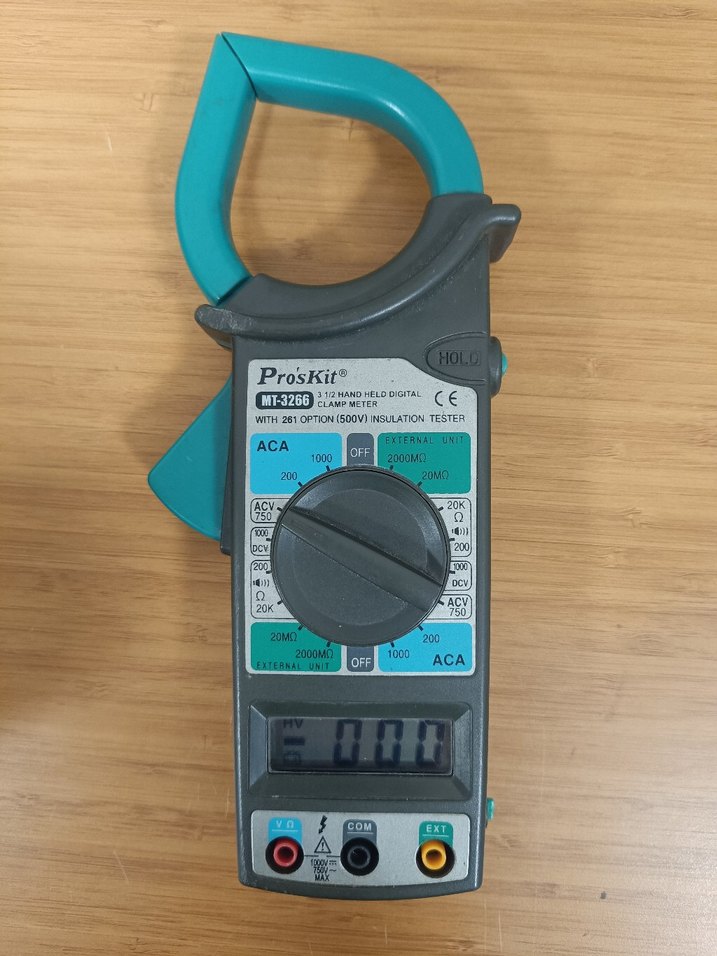 HOLD
Pro'sKit®
MT-3266 3 1/2 HAND HELD DIGITAL
CLAMP METER
CE
WITH 261 OPTION (500V) INSULATION TESTER
ACA
1000
200
OFF
EXTERNAL UNIT
2000MΩ
20MΩ
ACV
750
1000
DCV
200
Ω
20K
20K
Ω
200
1000
DCV
ACV
750
20MΩ
2000MΩ
EXTERNAL UNIT
OFF
200
1000
ACA
HV
000
VΩ
COM
EXT
1000V⎓
750V~
MAX